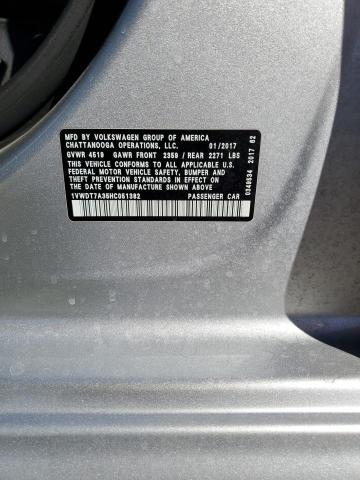 MFD BY VOLKSWAGEN GROUP OF AMERICA
CHATTANOOGA OPERATIONS, LLC. 01/2017
GVWR 4519 GAWR FRONT 2359 / REAR 2271 LBS
THIS VEHICLE CONFORMS TO ALL APPLICABLE U.S.
FEDERAL MOTOR VEHICLE SAFETY, BUMPER AND
THEFT PREVENTION STANDARDS IN EFFECT ON
THE DATE OF MANUFACTURE SHOWN ABOVE.
1VWDT7A35HC051382 PASSENGER CAR
0349634 2017 02